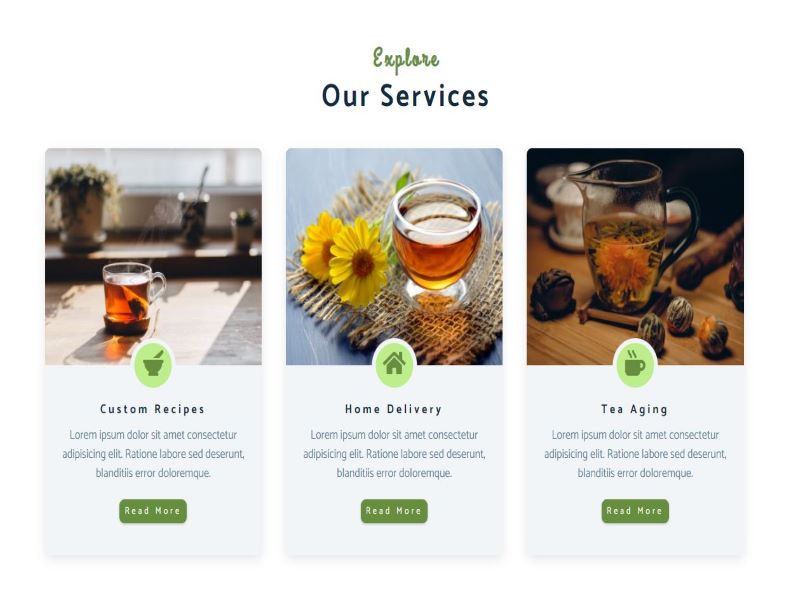 Explore
Our Services
Custom Recipes
Lorem ipsum dolor sit amet consectetur
adipisicing elit. Ratione labore sed deserunt,
blanditiis error doloremque.
Read More
Home Delivery
Lorem ipsum dolor sit amet consectetur
adipisicing elit. Ratione labore sed deserunt,
blanditiis error doloremque.
Read More
Tea Aging
Lorem ipsum dolor sit amet consectetur
adipisicing elit. Ratione labore sed deserunt,
blanditiis error doloremque.
Read More